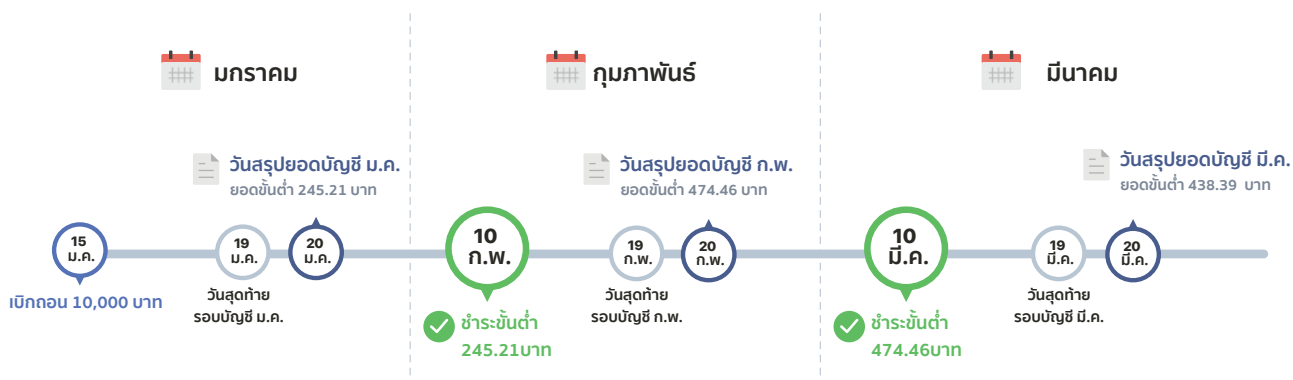 มกราคม
กุมภาพันธ์
มีนาคม
วันสรุปยอดบัญชี ม.ค.
ยอดขั้นต่ำ 245.21 บาท
วันสรุปยอดบัญชี ก.พ.
ยอดขั้นต่ำ 474.46 บาท
วันสรุปยอดบัญชี มี.ค.
ยอดขั้นต่ำ 438.39 บาท
15
ม.ค.
19
ม.ค.
20
ม.ค.
10
ก.พ.
19
ก.พ.
20
ก.พ.
10
มี.ค.
19
มี.ค.
20
มี.ค.
เบิกถอน 10,000 บาท
วันสุดท้าย
รอบบัญชี ม.ค.
ชำระขั้นต่ำ
245.21บาท
วันสุดท้าย
รอบบัญชี ก.พ.
ชำระขั้นต่ำ
474.46บาท
วันสุดท้าย
รอบบัญชี มี.ค.